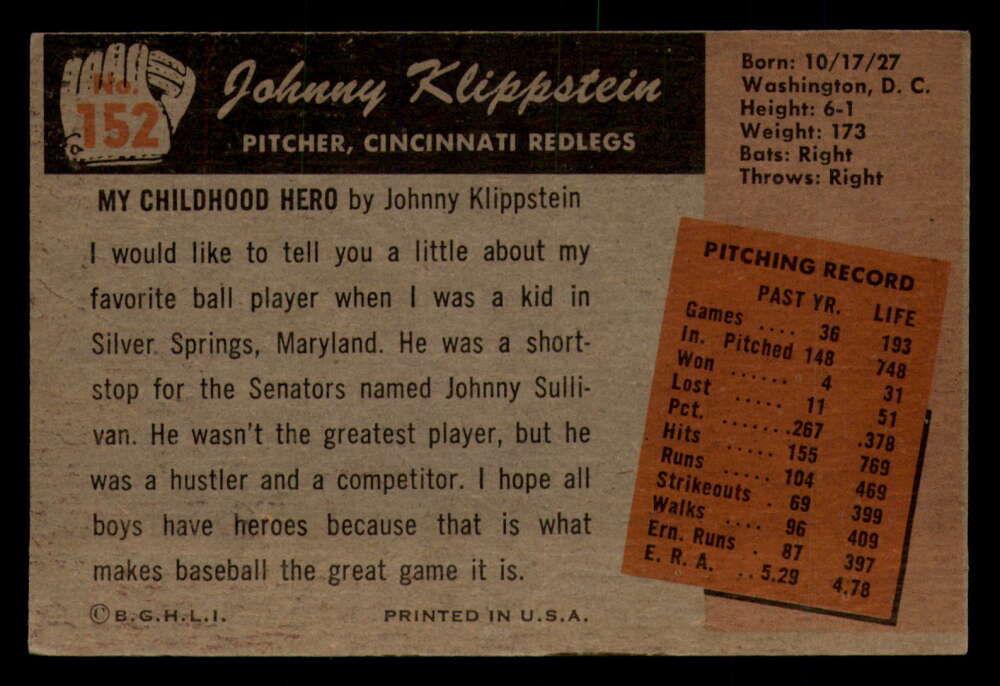 No.
152
Johnny Klippstein
PITCHER, CINCINNATI REDLEGS
Born: 10/17/27
Washington, D. C.
Height: 6-1
Weight: 173
Bats: Right
Throws: Right
MY CHILDHOOD HERO by Johnny Klippstein
I would like to tell you a little about my
favorite ball player when I was a kid in
Silver Springs, Maryland. He was a short-
stop for the Senators named Johnny Sulli-
van. He wasn't the greatest player, but he
was a hustler and a competitor. I hope all
boys have heroes because that is what
makes baseball the great game it is.
PITCHING RECORD
PAST YR. LIFE
Games .... 36 193
In. Pitched 148 748
Won ...... 4 31
Lost ..... 11 51
Pct. ....... .267 .378
Hits ..... 155 769
Runs ..... 104 469
Strikeouts . 69 399
Walks .... 96 409
Ern. Runs . 87 397
E. R. A. .. 5.29 4.78
© B.G.H.L.I. PRINTED IN U.S.A.